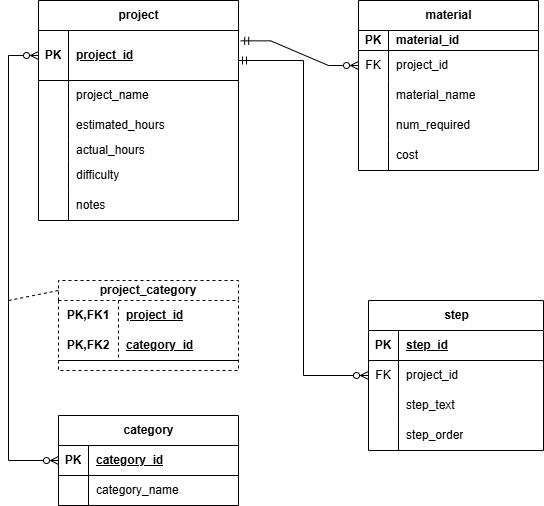 project
PK project_id
project_name
estimated_hours
actual_hours
difficulty
notes
material
PK material_id
FK project_id
material_name
num_required
cost
project_category
PK,FK1 project_id
PK,FK2 category_id
step
PK step_id
FK project_id
step_text
step_order
category
PK category_id
category_name